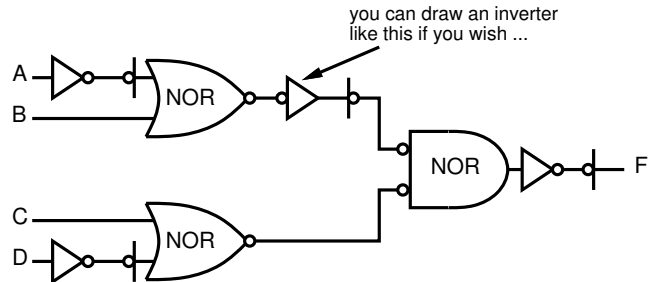 you can draw an inverter
like this if you wish ...
A
NOR
B
NOR
F
C
NOR
D